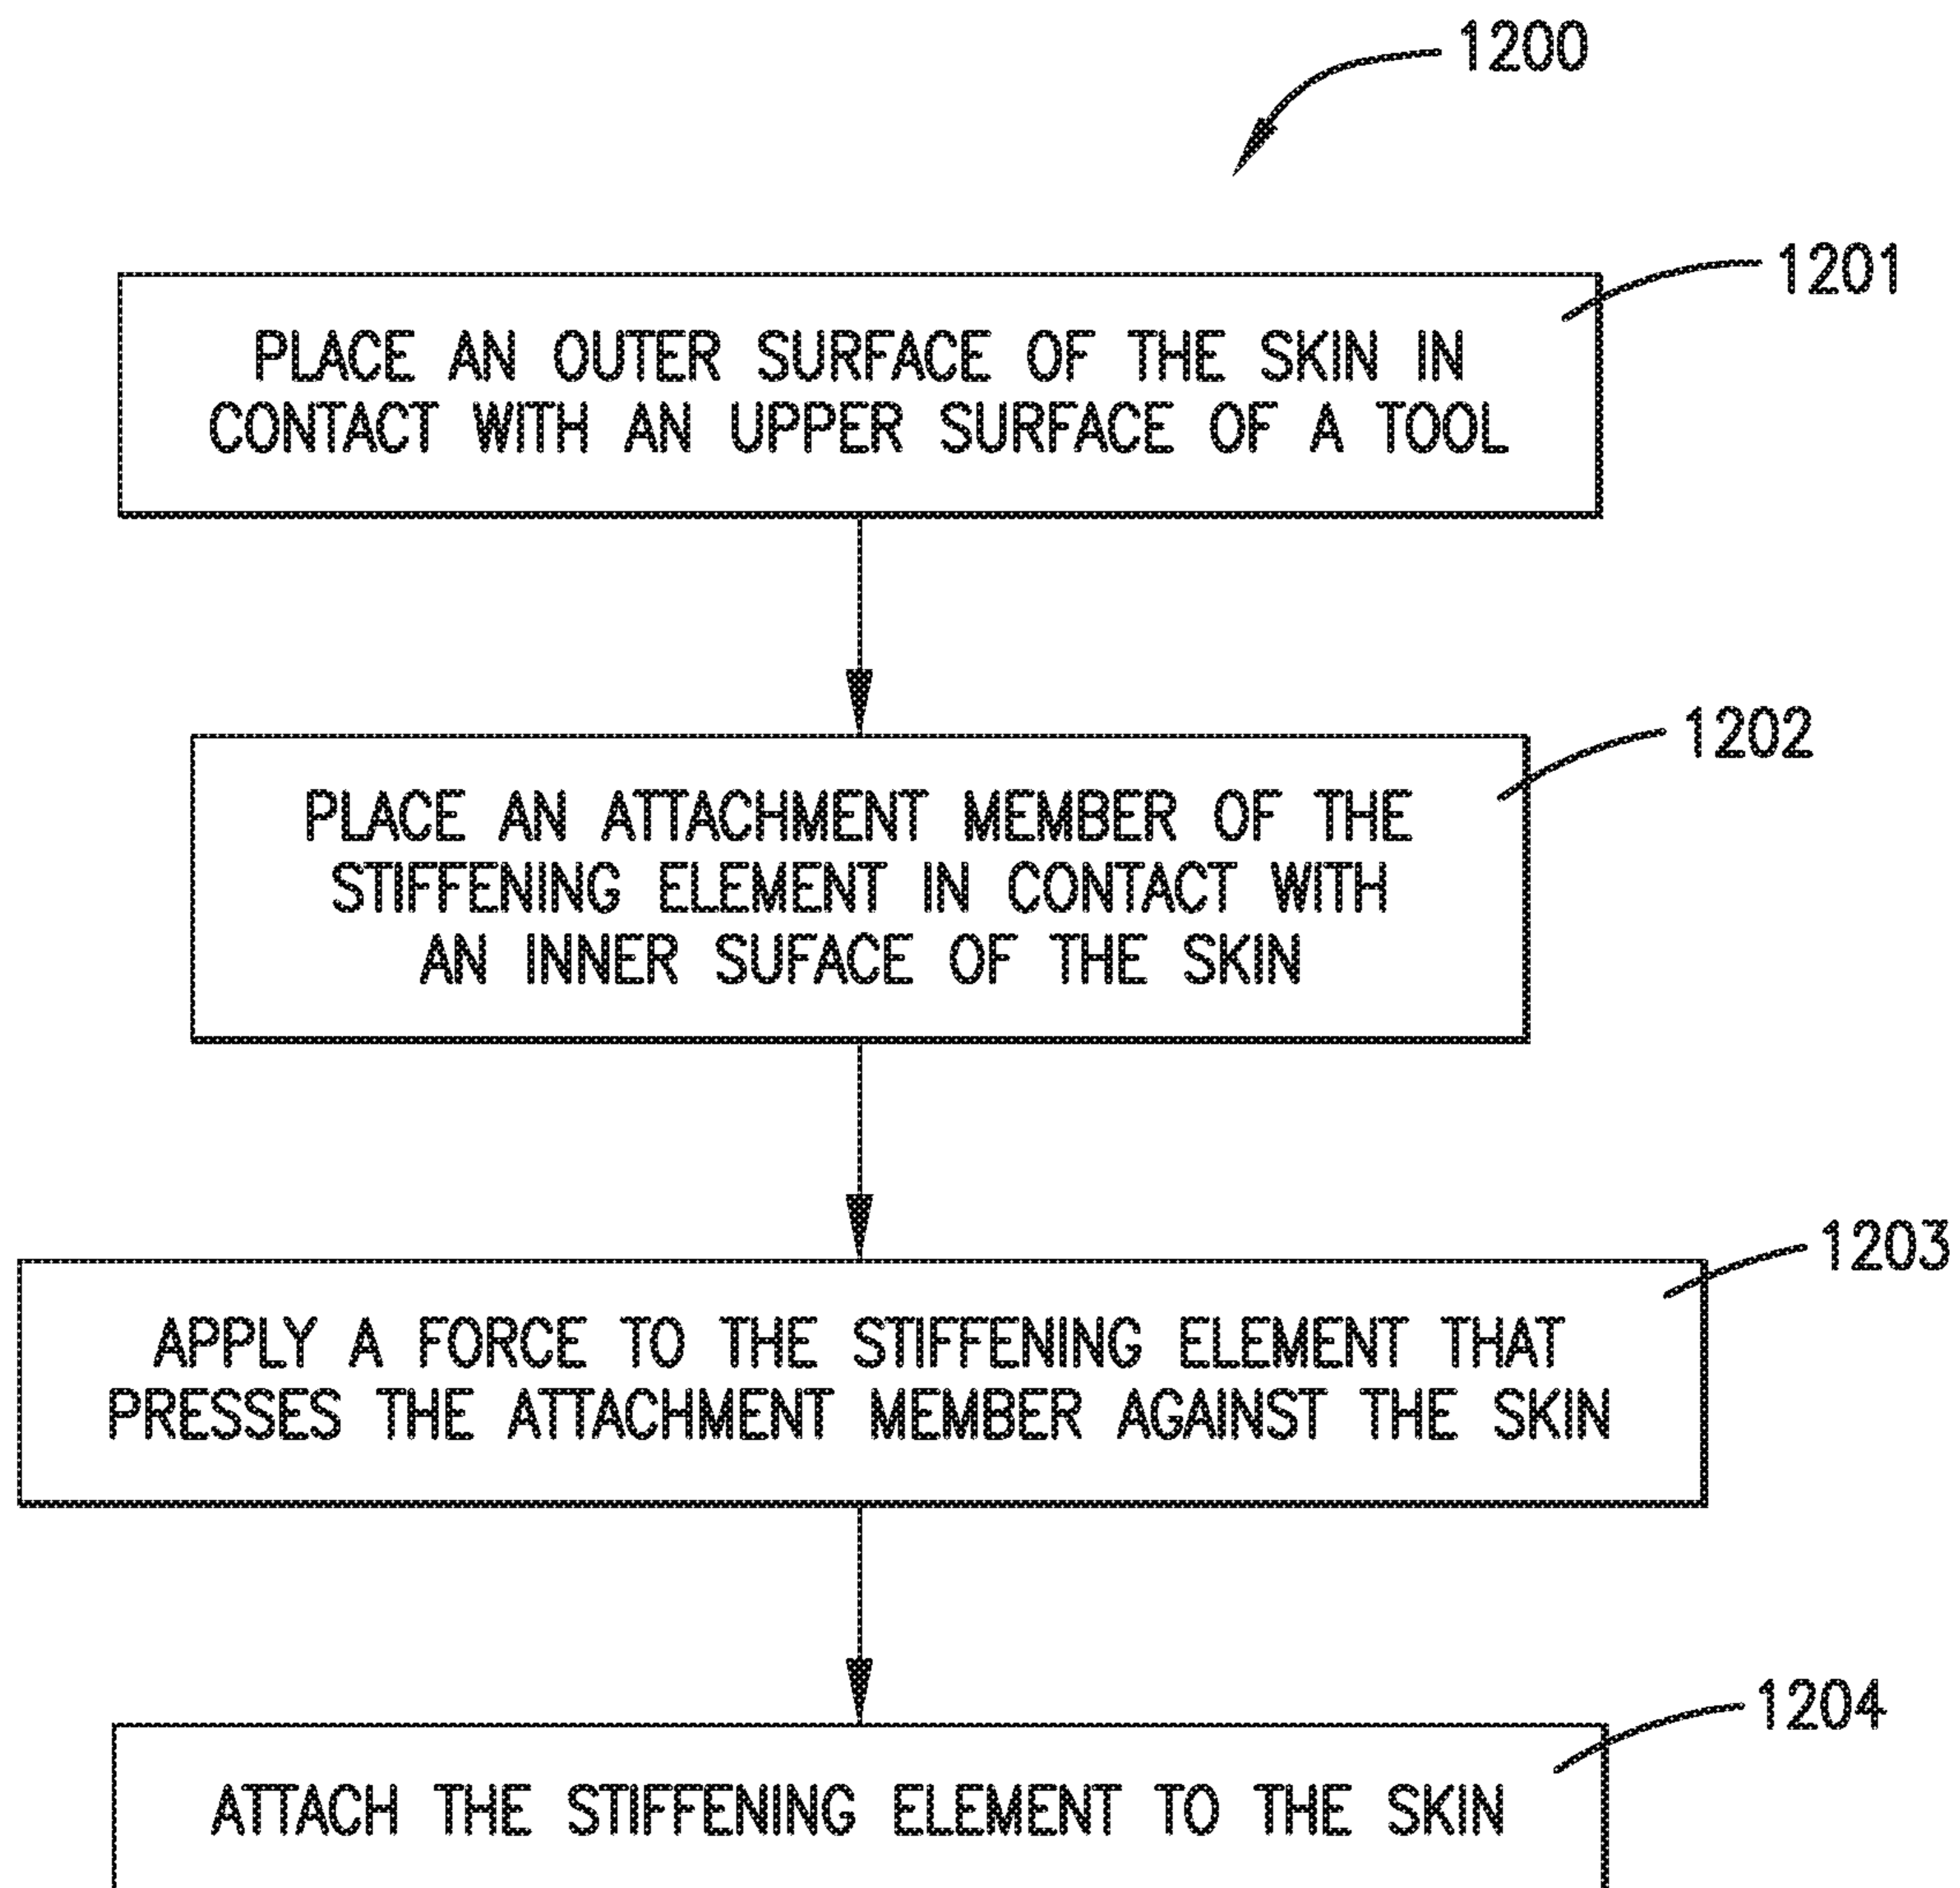 1200
1201
PLACE AN OUTER SURFACE OF THE SKIN IN
CONTACT WITH AN UPPER SURFACE OF A TOOL
1202
PLACE AN ATTACHMENT MEMBER OF THE
STIFFENING ELEMENT IN CONTACT WITH
AN INNER SUFACE OF THE SKIN
1203
APPLY A FORCE TO THE STIFFENING ELEMENT THAT
PRESSES THE ATTACHMENT MEMBER AGAINST THE SKIN
1204
ATTACH THE STIFFENING ELEMENT TO THE SKIN